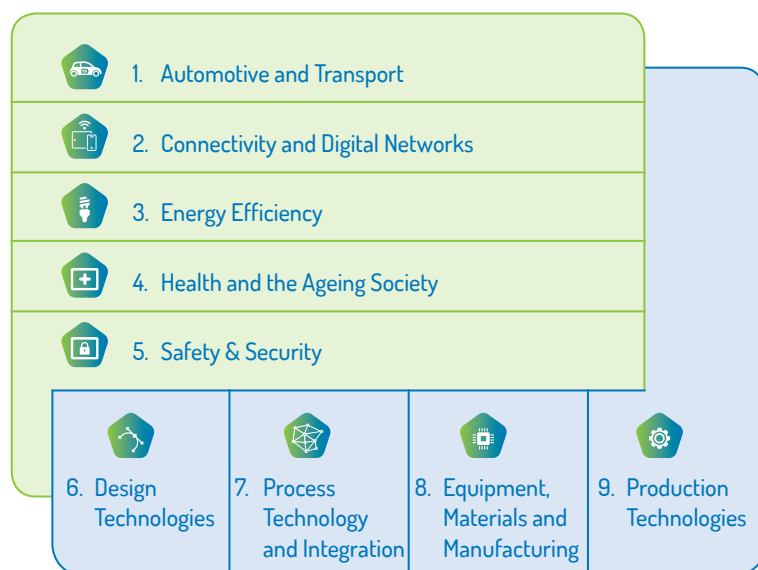 1. Automotive and Transport
2. Connectivity and Digital Networks
3. Energy Efficiency
4. Health and the Ageing Society
5. Safety & Security
6. Design
Technologies
7. Process
Technology
and Integration
8. Equipment,
Materials and
Manufacturing
9. Production
Technologies